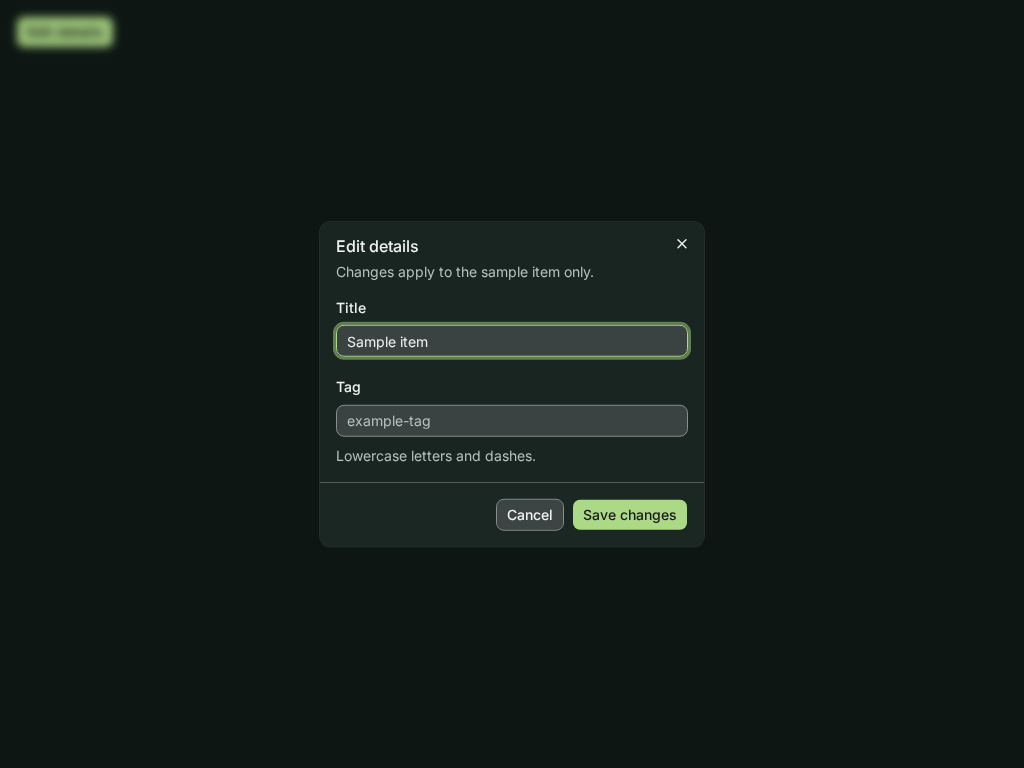 Edit details
Changes apply to the sample item only.
Title
Sample item
Tag
example-tag
Lowercase letters and dashes.
Cancel
Save changes